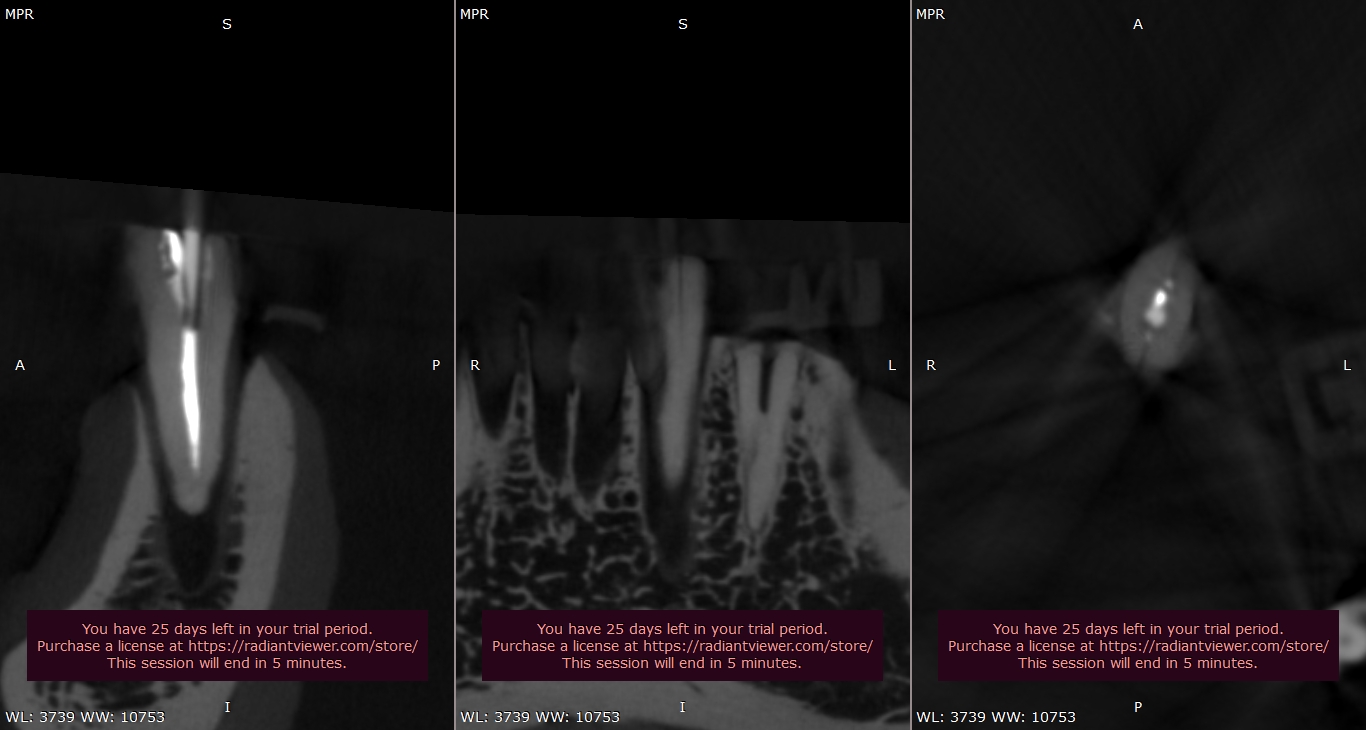 MPR
S
A
P
You have 25 days left in your trial period.
Purchase a license at https://radiantviewer.com/store/
This session will end in 5 minutes.
I
WL: 3739 WW: 10753
MPR
S
R
L
You have 25 days left in your trial period.
Purchase a license at https://radiantviewer.com/store/
This session will end in 5 minutes.
I
WL: 3739 WW: 10753
MPR
A
R
L
You have 25 days left in your trial period.
Purchase a license at https://radiantviewer.com/store/
This session will end in 5 minutes.
P
WL: 3739 WW: 10753